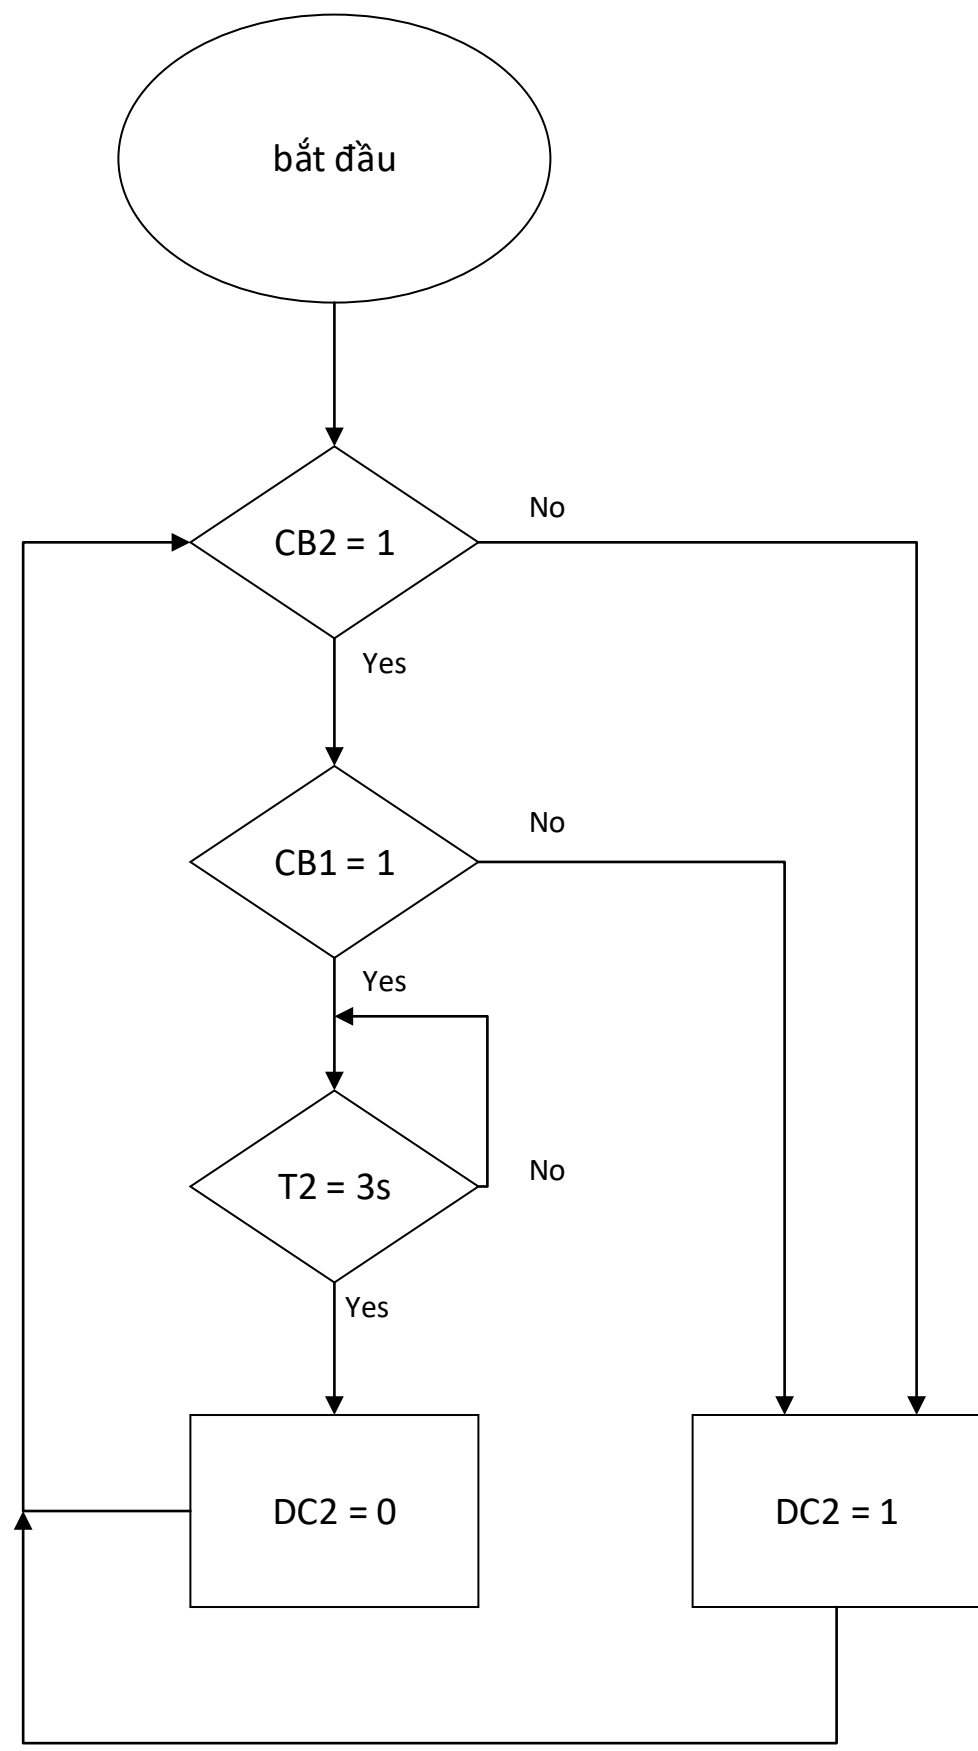 bắt đầu
No
CB2 = 1
Yes
No
CB1 = 1
Yes
No
T2 = 3s
Yes
DC2 = 0
DC2 = 1